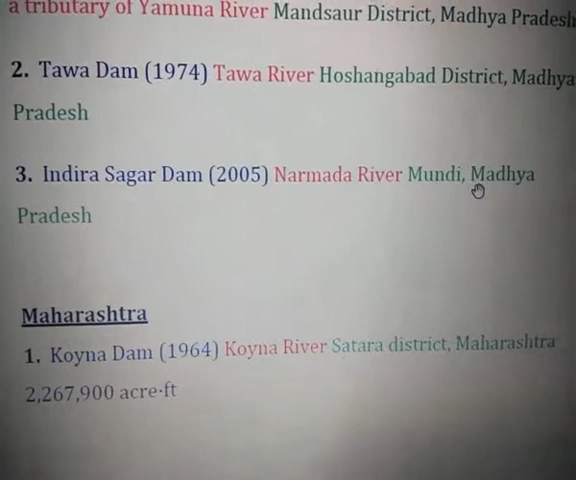 a tributary of Yamuna River Mandsaur District, Madhya Pradesh
2. Tawa Dam (1974) Tawa River Hoshangabad District, Madhya
Pradesh
3. Indira Sagar Dam (2005) Narmada River Mundi, Madhya
Pradesh
Maharashtra
1. Koyna Dam (1964) Koyna River Satara district, Maharashtra
2,267,900 acre·ft